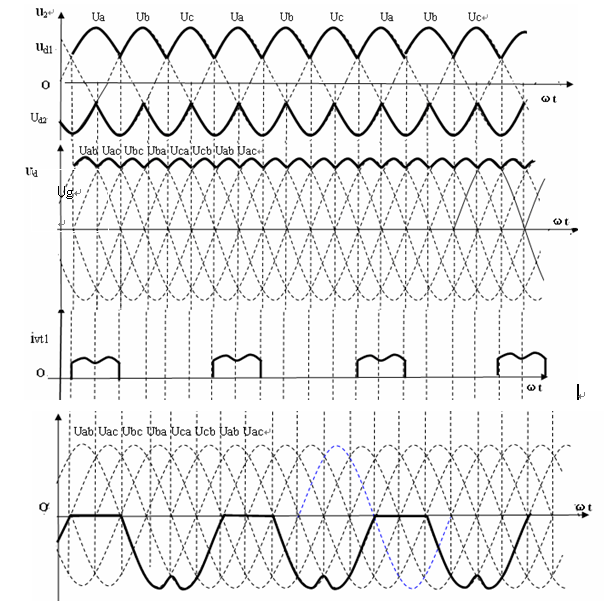 u2
Ua Ub Uc Ua Ub Uc Ua Ub Uc
ud1
O
ωt
Ud2
Uab Uac Ubc Uba Uca Ucb Uab Uac
Ud
Ug
ωt
ivt1
O
ωt
Uab Uac Ubc Uba Uca Ucb Uab Uac
O
ωt